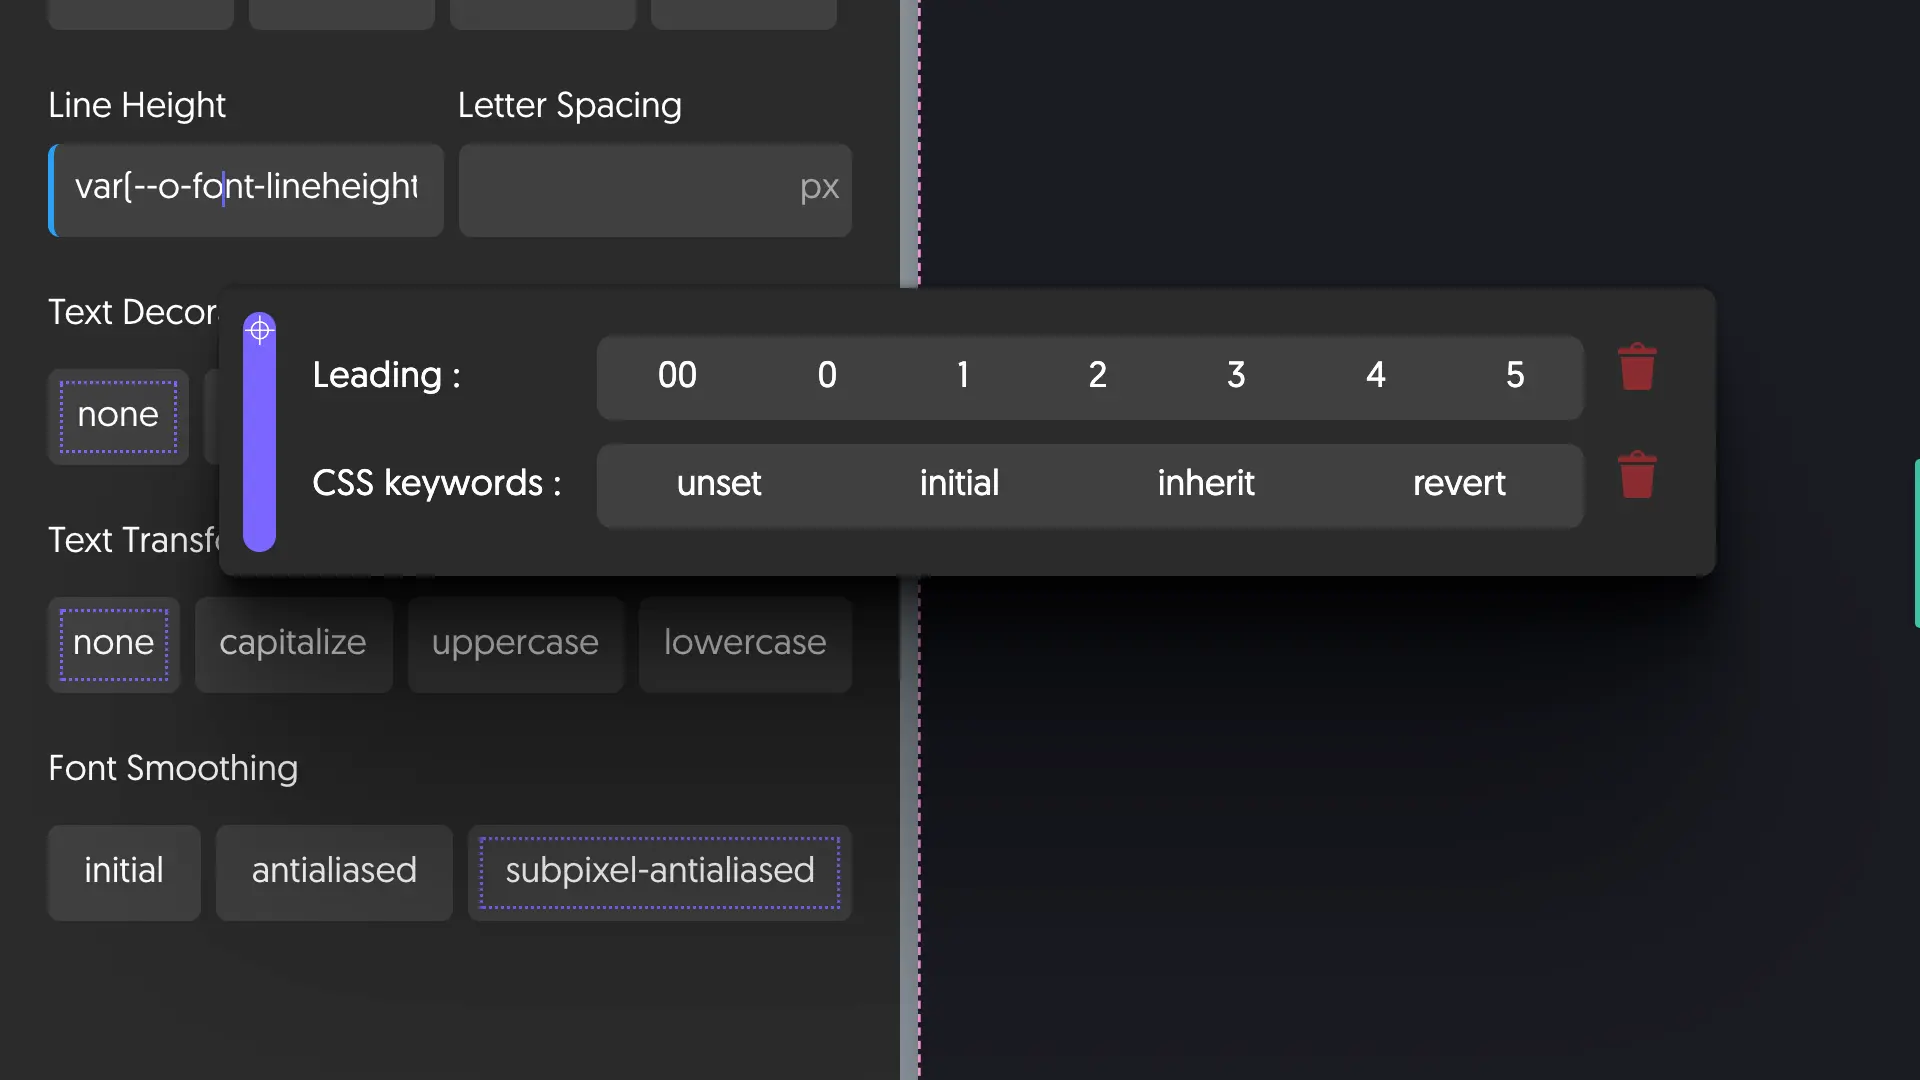 Line Height Letter Spacing
var(--o-font-lineheight px
Text Decor
Leading : 00 0 1 2 3 4 5
none
CSS keywords : unset initial inherit revert
Text Transf
none capitalize uppercase lowercase
Font Smoothing
initial antialiased subpixel-antialiased